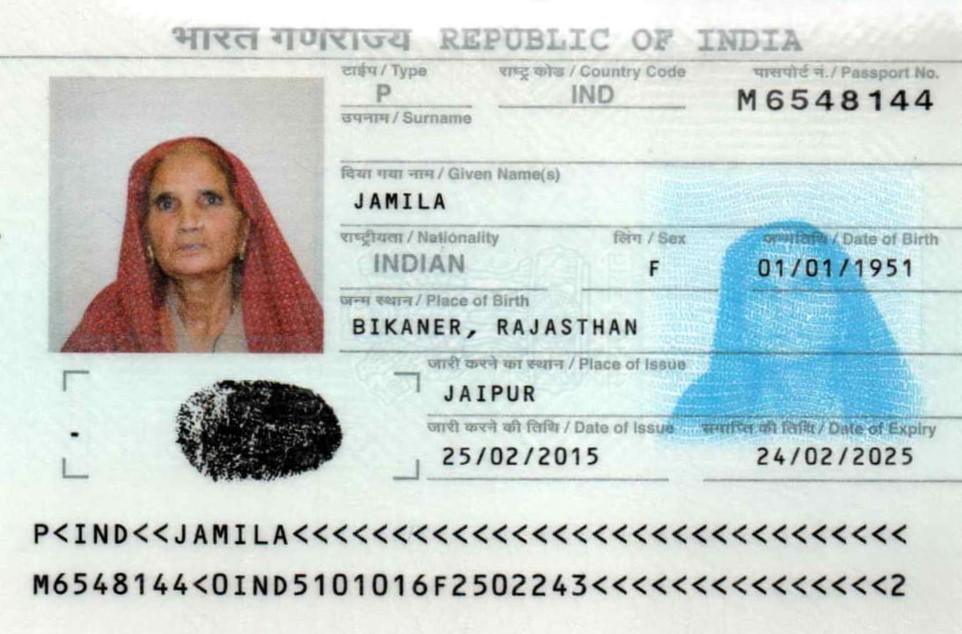 भारत गणराज्य REPUBLIC OF INDIA
टाईप / Type राष्ट्र कोड / Country Code पासपोर्ट नं. / Passport No.
P IND M6548144
उपनाम / Surname
दिया गया नाम / Given Name(s)
JAMILA
राष्ट्रीयता / Nationality लिंग / Sex जन्मतिथि / Date of Birth
INDIAN F 01/01/1951
जन्म स्थान / Place of Birth
BIKANER, RAJASTHAN
जारी करने का स्थान / Place of Issue
JAIPUR
जारी करने की तिथि / Date of Issue समाप्ति की तिथि / Date of Expiry
25/02/2015 24/02/2025
P<IND<<JAMILA<<<<<<<<<<<<<<<<<<<<<<<<<<<<<<<
M6548144<0IND5101016F2502243<<<<<<<<<<<<<<<2